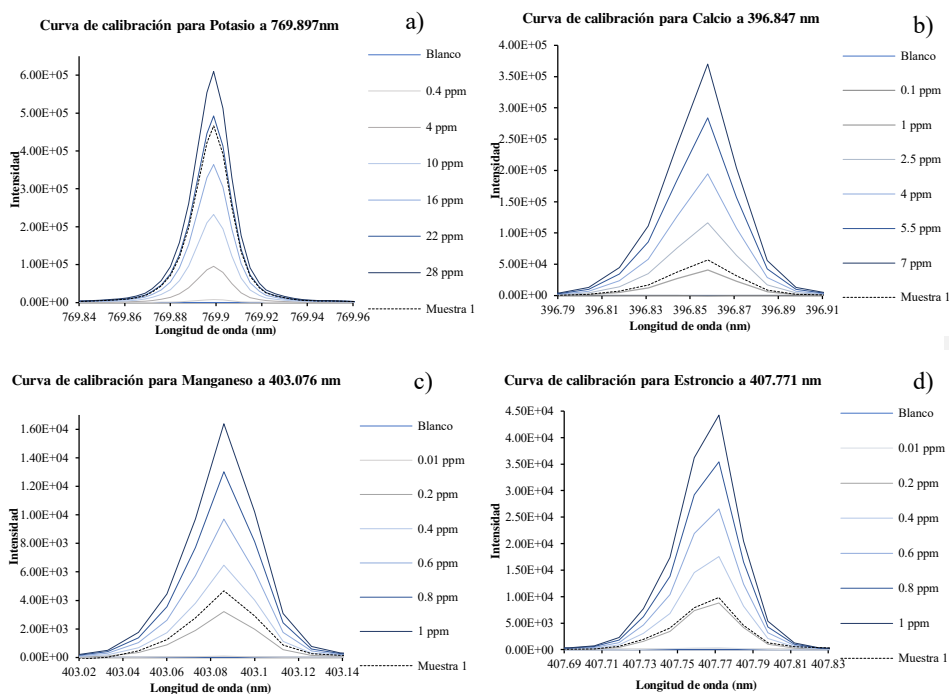 Curva de calibración para Potasio a 769.897nm
a)
6.00E+05
5.00E+05
4.00E+05
3.00E+05
2.00E+05
1.00E+05
0.00E+00
Intensidad
769.84 769.86 769.88 769.9 769.92 769.94 769.96
Longitud de onda (nm)
Blanco
0.4 ppm
4 ppm
10 ppm
16 ppm
22 ppm
28 ppm
Muestra 1
Curva de calibración para Calcio a 396.847 nm
b)
4.00E+05
3.50E+05
3.00E+05
2.50E+05
2.00E+05
1.50E+05
1.00E+05
5.00E+04
0.00E+00
Intensidad
396.79 396.81 396.83 396.85 396.87 396.89 396.91
Longitud de onda (nm)
Blanco
0.1 ppm
1 ppm
2.5 ppm
4 ppm
5.5 ppm
7 ppm
Muestra 1
Curva de calibración para Manganeso a 403.076 nm
c)
1.60E+04
1.40E+04
1.20E+04
1.00E+04
8.00E+03
6.00E+03
4.00E+03
2.00E+03
0.00E+00
Intensidad
403.02 403.04 403.06 403.08 403.1 403.12 403.14
Longitud de onda (nm)
Blanco
0.01 ppm
0.2 ppm
0.4 ppm
0.6 ppm
0.8 ppm
1 ppm
Muestra 1
Curva de calibración para Estroncio a 407.771 nm
d)
4.50E+04
4.00E+04
3.50E+04
3.00E+04
2.50E+04
2.00E+04
1.50E+04
1.00E+04
5.00E+03
0.00E+00
Intensidad
407.69 407.71 407.73 407.75 407.77 407.79 407.81 407.83
Longitud de onda (nm)
Blanco
0.01 ppm
0.2 ppm
0.4 ppm
0.6 ppm
0.8 ppm
1 ppm
Muestra 1